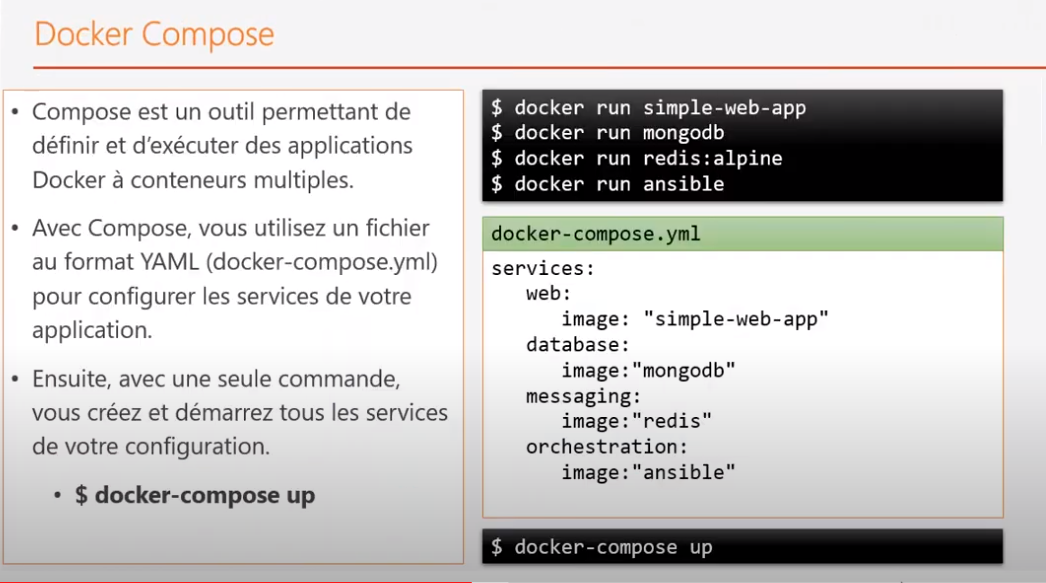 Docker Compose
• Compose est un outil permettant de
définir et d'exécuter des applications
Docker à conteneurs multiples.
• Avec Compose, vous utilisez un fichier
au format YAML (docker-compose.yml)
pour configurer les services de votre
application.
• Ensuite, avec une seule commande,
vous créez et démarrez tous les services
de votre configuration.
• $ docker-compose up
$ docker run simple-web-app
$ docker run mongodb
$ docker run redis:alpine
$ docker run ansible
docker-compose.yml
services:
web:
image: "simple-web-app"
database:
image:"mongodb"
messaging:
image:"redis"
orchestration:
image:"ansible"
$ docker-compose up